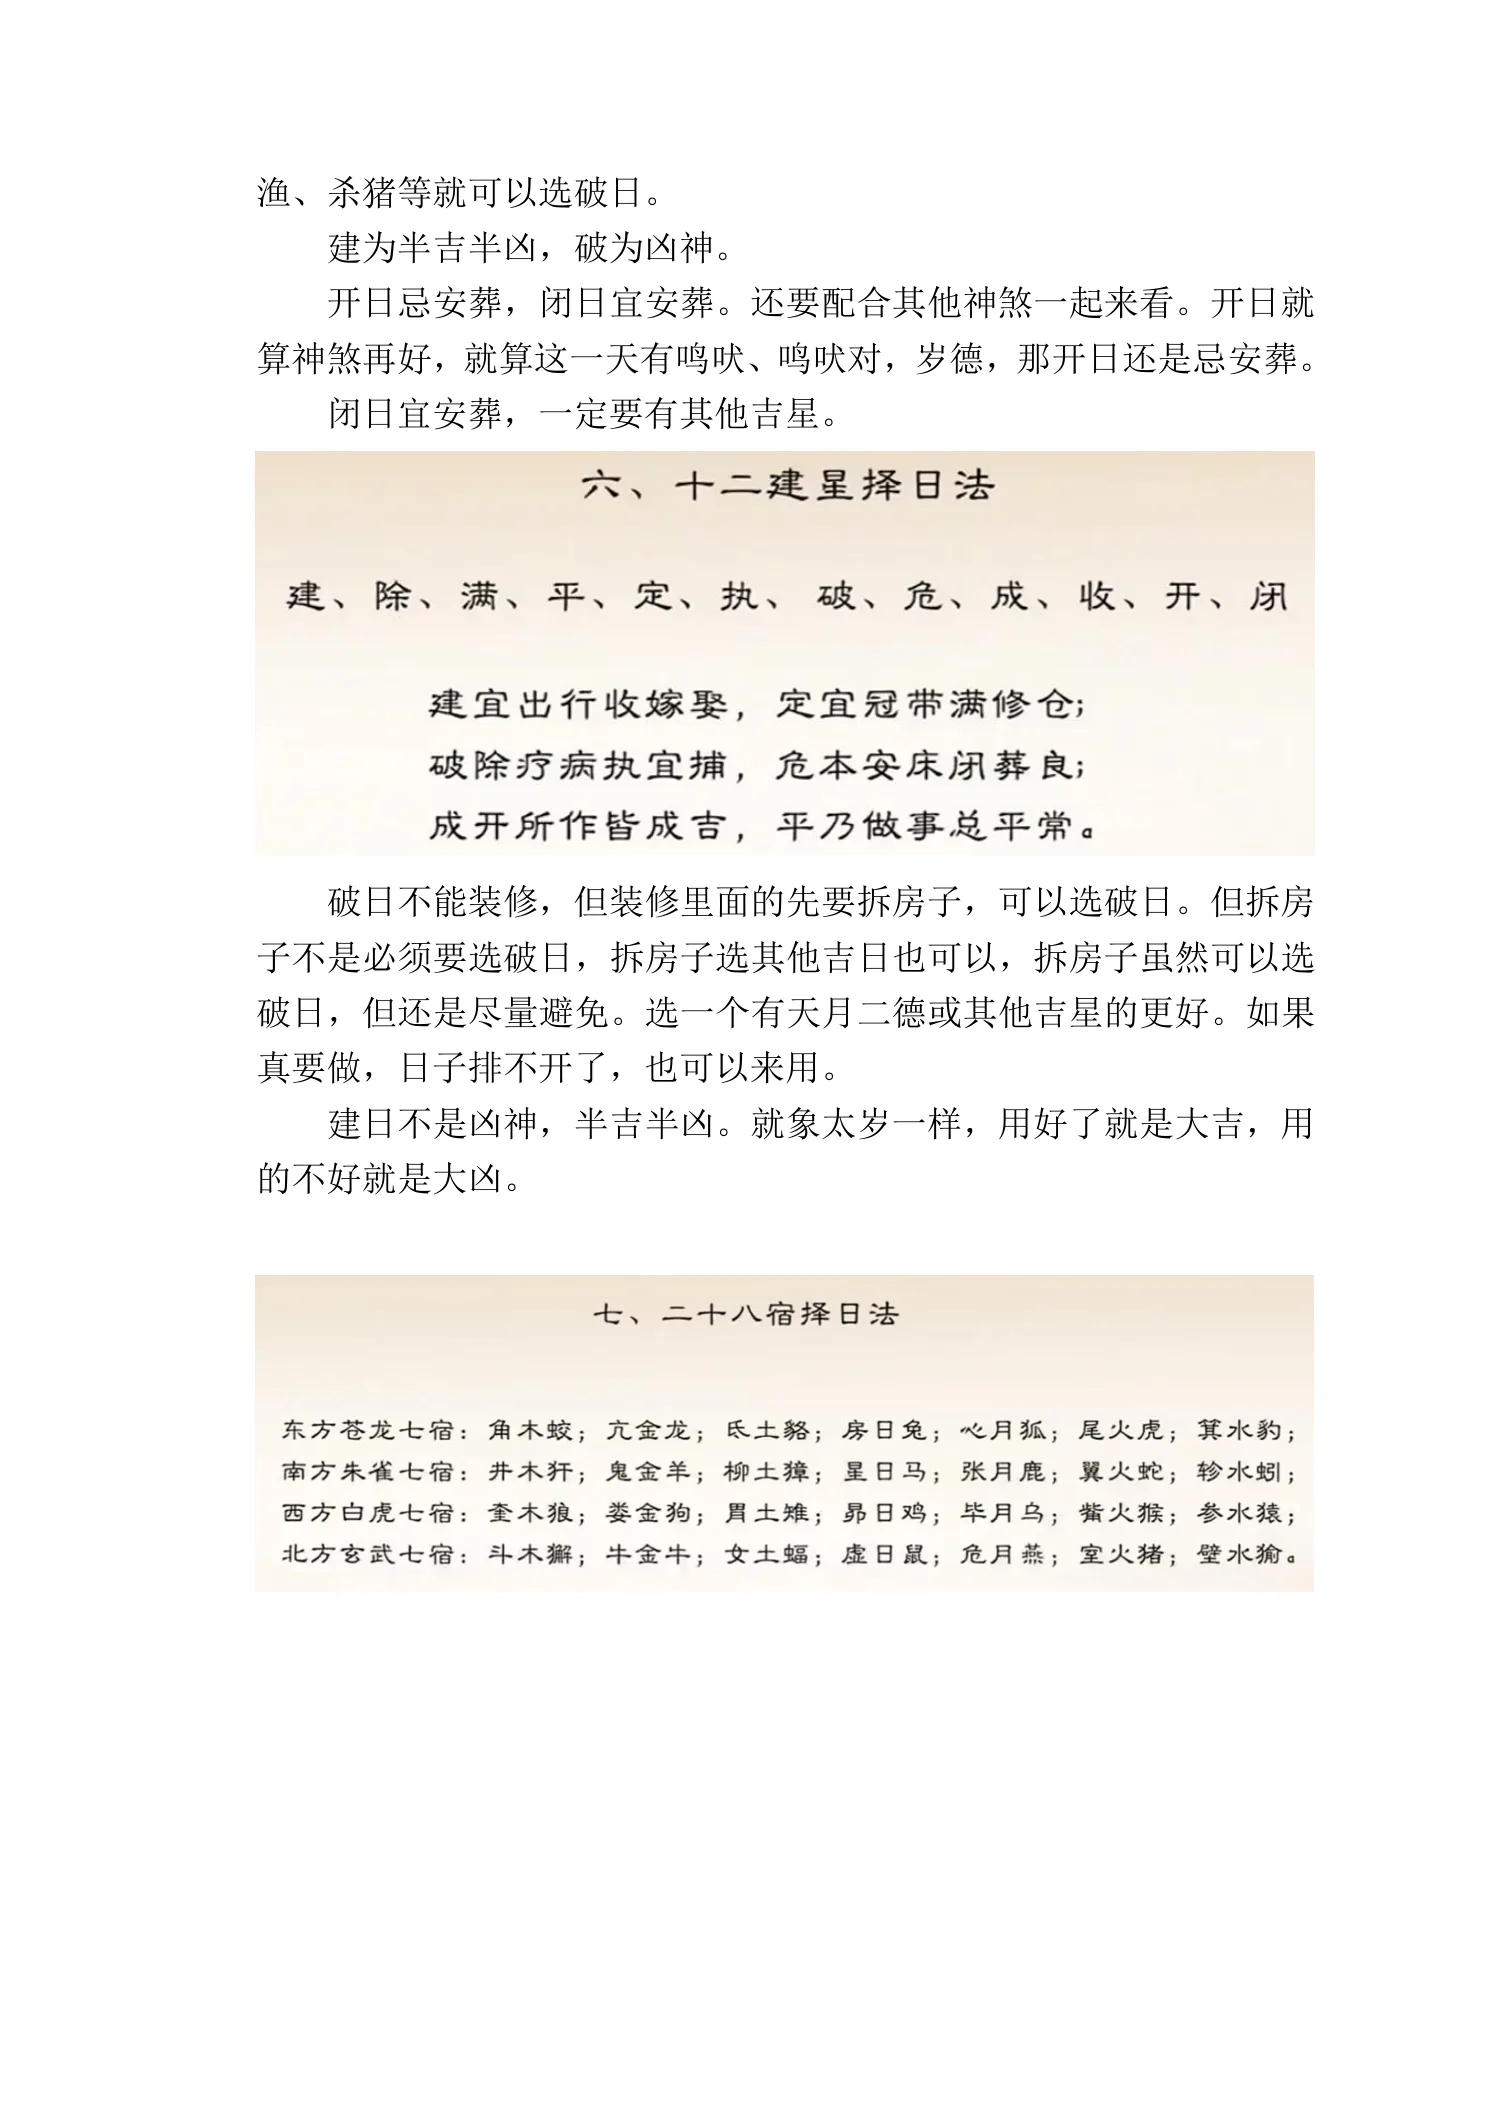 渔、杀猪等就可以选破日。
建为半吉半凶，破为凶神。
开日忌安葬，闭日宜安葬。还要配合其他神煞一起来看。开日就
算神煞再好，就算这一天有鸣吠、鸣吠对，岁德，那开日还是忌安葬。
闭日宜安葬，一定要有其他吉星。
六、十二建星择日法
建、除、满、平、定、执、破、危、成、收、开、闭
建宜出行收嫁娶，定宜冠带满修仓；
破除疗病执宜捕，危本安床闭葬良；
成开所作皆成吉，平乃做事总平常。
破日不能装修，但装修里面的先要拆房子，可以选破日。但拆房
子不是必须要选破日，拆房子选其他吉日也可以，拆房子虽然可以选
破日，但还是尽量避免。选一个有天月二德或其他吉星的更好。如果
真要做，日子排不开了，也可以来用。
建日不是凶神，半吉半凶。就象太岁一样，用好了就是大吉，用
的不好就是大凶。
七、二十八宿择日法
东方苍龙七宿：角木蛟；亢金龙；氐土貉；房日兔；心月狐；尾火虎；箕水豹；
南方朱雀七宿：井木犴；鬼金羊；柳土獐；星日马；张月鹿；翼火蛇；轸水蚓；
西方白虎七宿：奎木狼；娄金狗；胃土雉；昴日鸡；毕月乌；觜火猴；参水猿；
北方玄武七宿：斗木獬；牛金牛；女土蝠；虚日鼠；危月燕；室火猪；壁水貐。